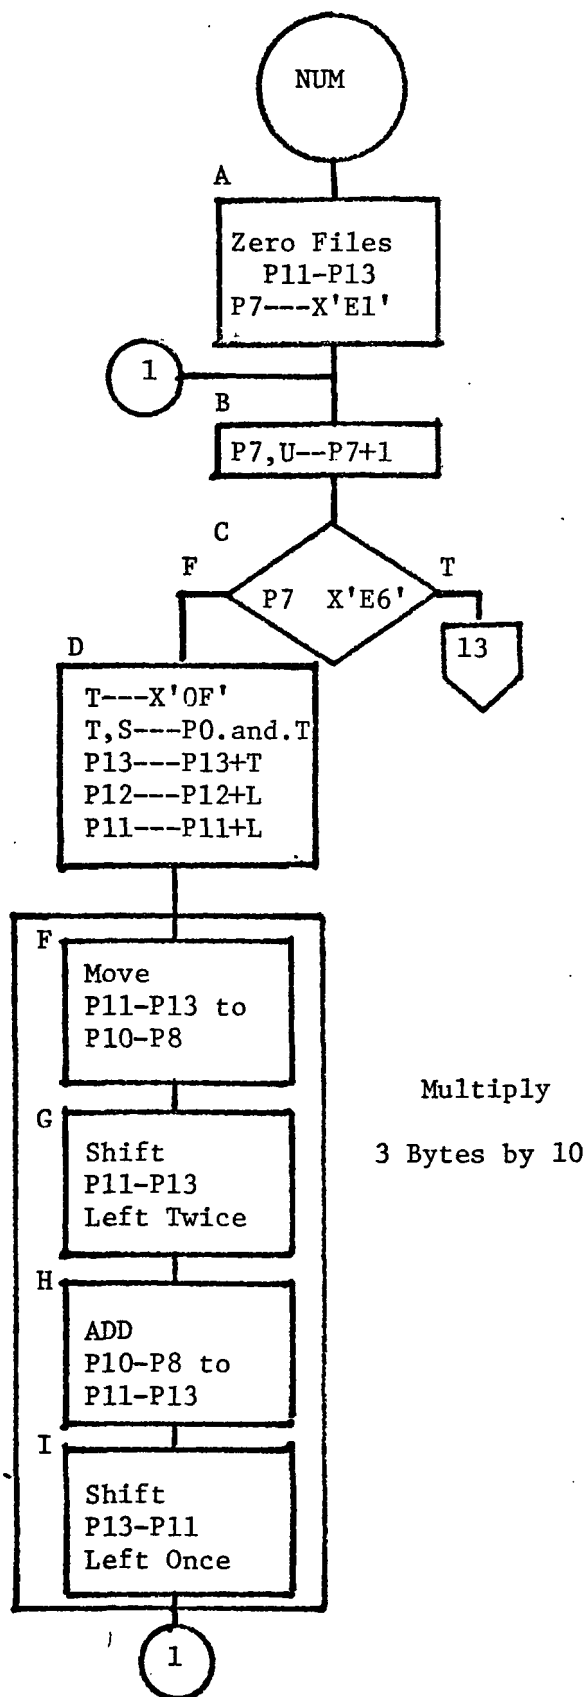 NUM
A
Zero Files
P11-P13
P7---X'E1'
1
B
P7,U--P7+1
C
F
T
P7 X'E6'
13
D
T---X'0F'
T,S---P0.and.T
P13---P13+T
P12---P12+L
P11---P11+L
F
Move
P11-P13 to
P10-P8
Multiply
3 Bytes by 10
G
Shift
P11-P13
Left Twice
H
ADD
P10-P8 to
P11-P13
I
Shift
P13-P11
Left Once
1